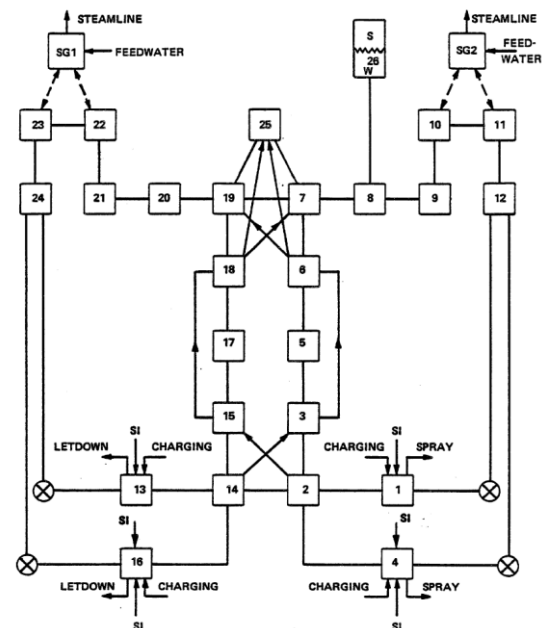 STEAMLINE
STEAMLINE
SG1
FEEDWATER
S
26
W
SG2
FEED-
WATER
23
22
25
10
11
24
21
20
19
7
8
9
12
18
6
17
5
15
3
SI
SI
LETDOWN
CHARGING
CHARGING
SPRAY
13
14
2
1
SI
SI
16
4
LETDOWN
CHARGING
CHARGING
SPRAY
SI
SI